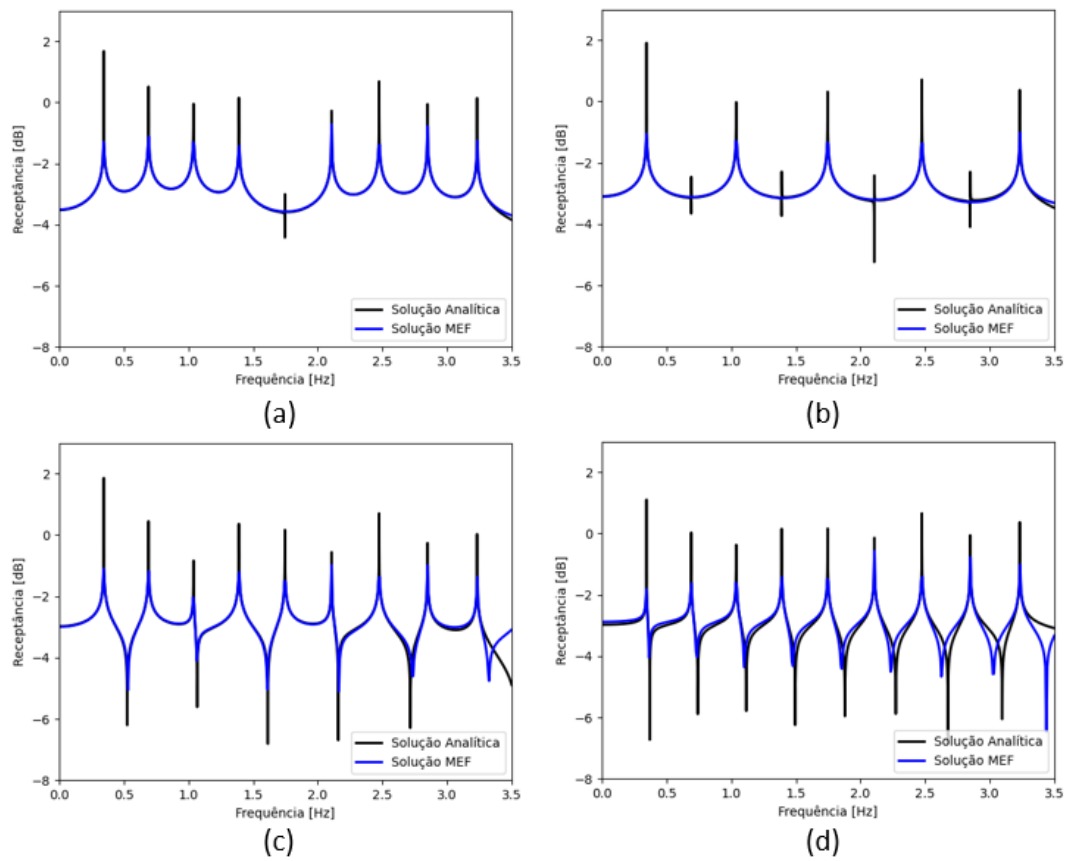 2
0
−2
−4
−6
−8
Receptância [dB]
Solução Analítica
Solução MEF
0.0 0.5 1.0 1.5 2.0 2.5 3.0 3.5
Frequência [Hz]
(a)
2
0
−2
−4
−6
−8
Receptância [dB]
Solução Analítica
Solução MEF
0.0 0.5 1.0 1.5 2.0 2.5 3.0 3.5
Frequência [Hz]
(b)
2
0
−2
−4
−6
−8
Receptância [dB]
Solução Analítica
Solução MEF
0.0 0.5 1.0 1.5 2.0 2.5 3.0 3.5
Frequência [Hz]
(c)
2
0
−2
−4
−6
−8
Receptância [dB]
Solução Analítica
Solução MEF
0.0 0.5 1.0 1.5 2.0 2.5 3.0 3.5
Frequência [Hz]
(d)